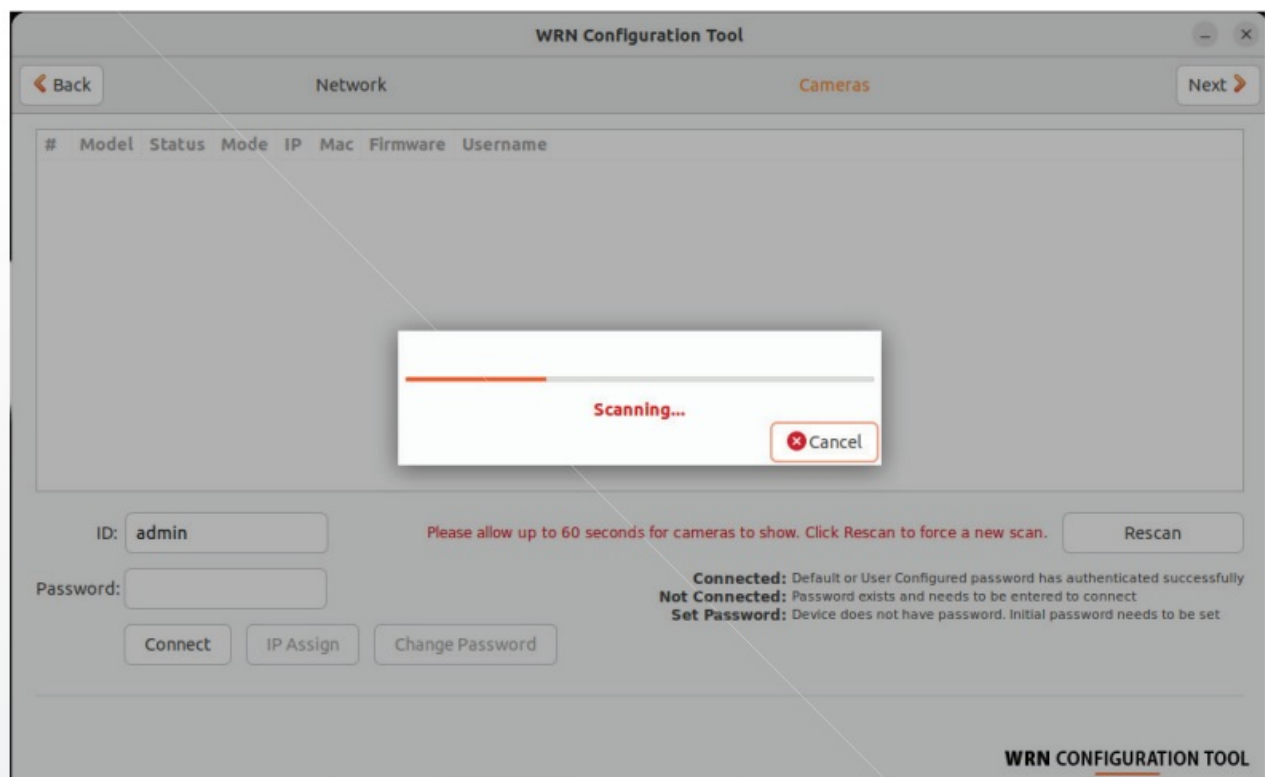 WRN Configuration Tool
Back Network Cameras Next
# Model Status Mode IP Mac Firmware Username
Scanning...
Cancel
ID: admin Please allow up to 60 seconds for cameras to show. Click Rescan to force a new scan. Rescan
Password:
Connected: Default or User Configured password has authenticated successfully
Not Connected: Password exists and needs to be entered to connect
Set Password: Device does not have password. Initial password needs to be set
Connect IP Assign Change Password
WRN CONFIGURATION TOOL